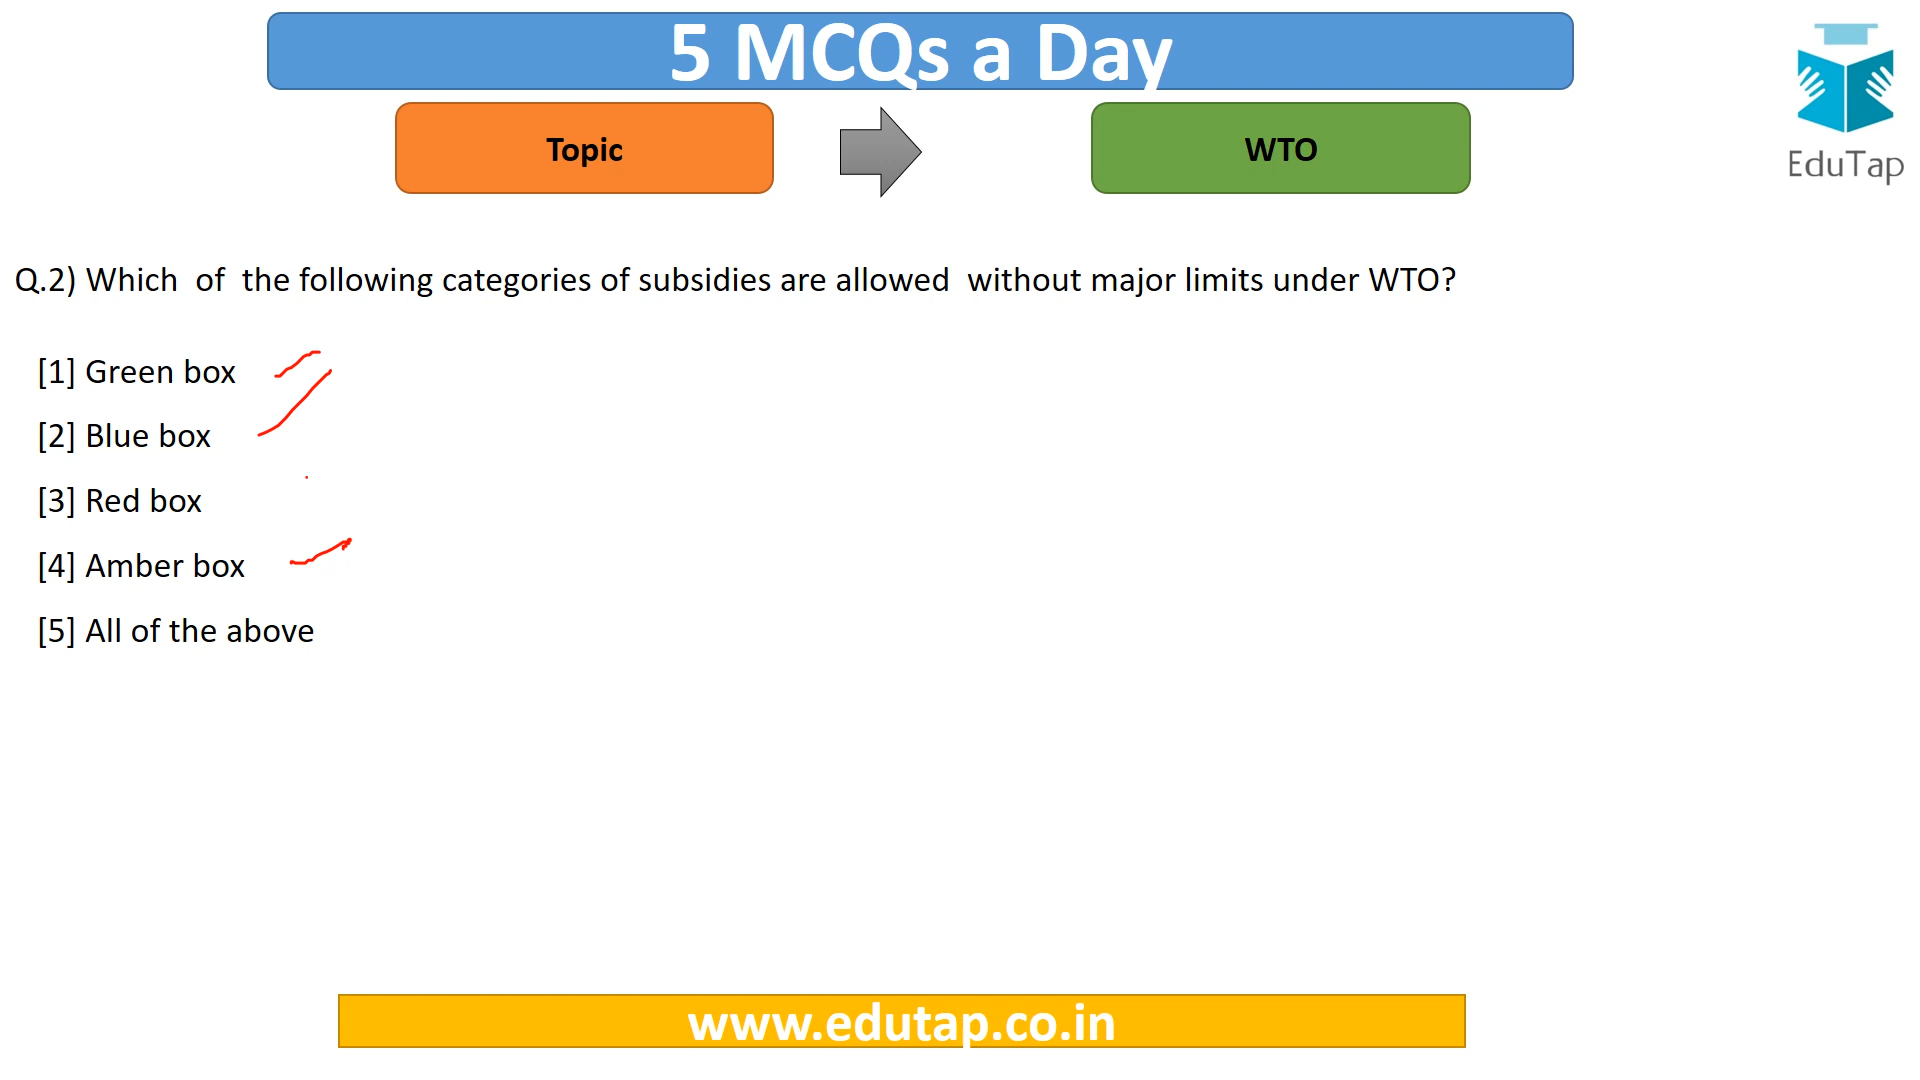 5 MCQs a Day
Topic
WTO
EduTap
Q.2) Which of the following categories of subsidies are allowed without major limits under WTO?
[1] Green box
[2] Blue box
[3] Red box
[4] Amber box
[5] All of the above
www.edutap.co.in